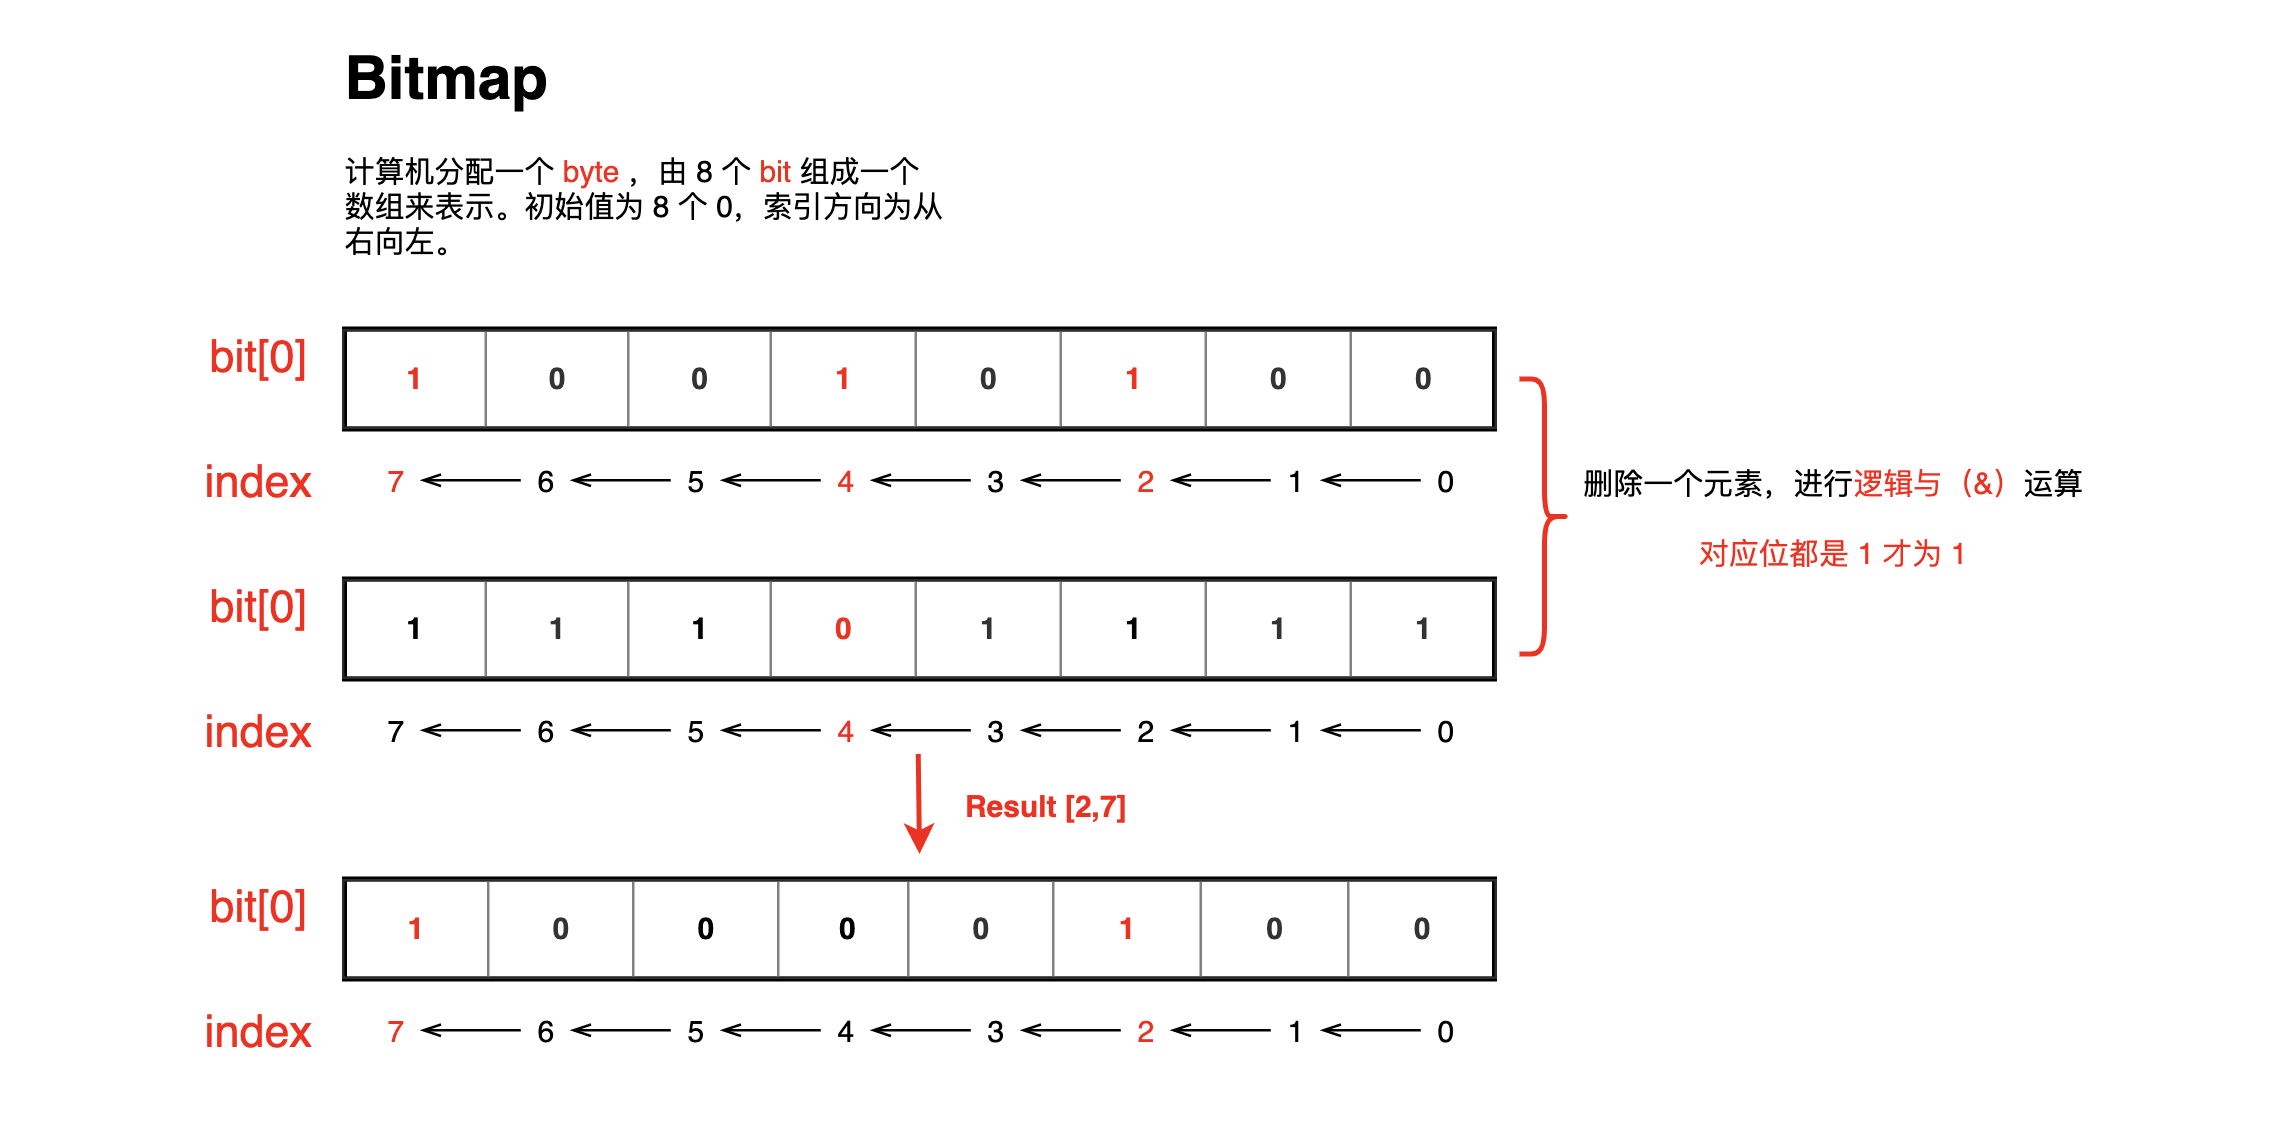 Bitmap
计算机分配一个 byte ，由 8 个 bit 组成一个
数组来表示。初始值为 8 个 0，索引方向为从
右向左。
bit[0] 1 0 0 1 0 1 0 0
index 7 6 5 4 3 2 1 0
删除一个元素，进行逻辑与（&）运算
对应位都是 1 才为 1
bit[0] 1 1 1 0 1 1 1 1
index 7 6 5 4 3 2 1 0
Result [2,7]
bit[0] 1 0 0 0 0 1 0 0
index 7 6 5 4 3 2 1 0